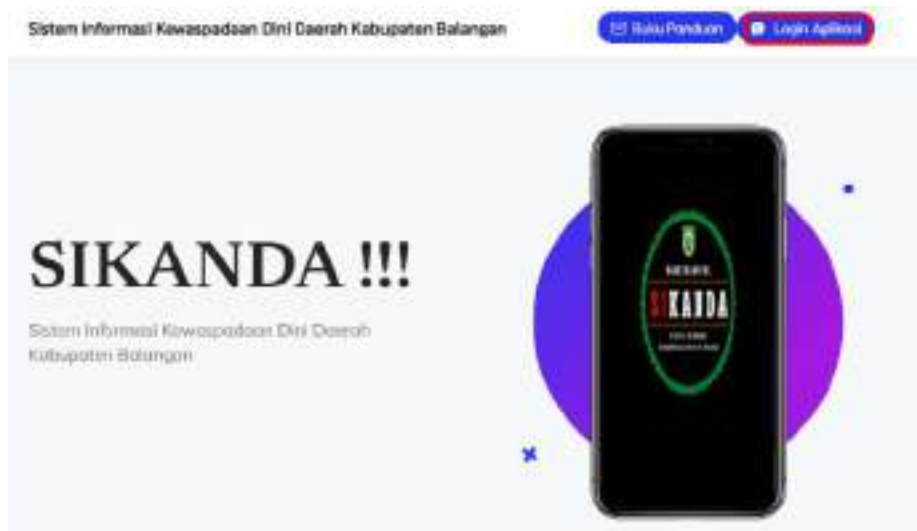 Sistem Informasi Kewaspadaan Dini Daerah Kabupaten Balangan
Buku Panduan
Login Aplikasi
SIKANDA !!!
Sistem Informasi Kewaspadaan Dini Daerah
Kabupaten Balangan
SIKANDA